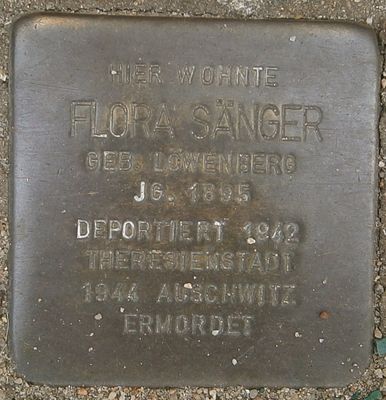 HIER WOHNTE
FLORA SÄNGER
GEB. LÖWENBERG
JG. 1895
DEPORTIERT 1942
THERESIENSTADT
1944 AUSCHWITZ
ERMORDET